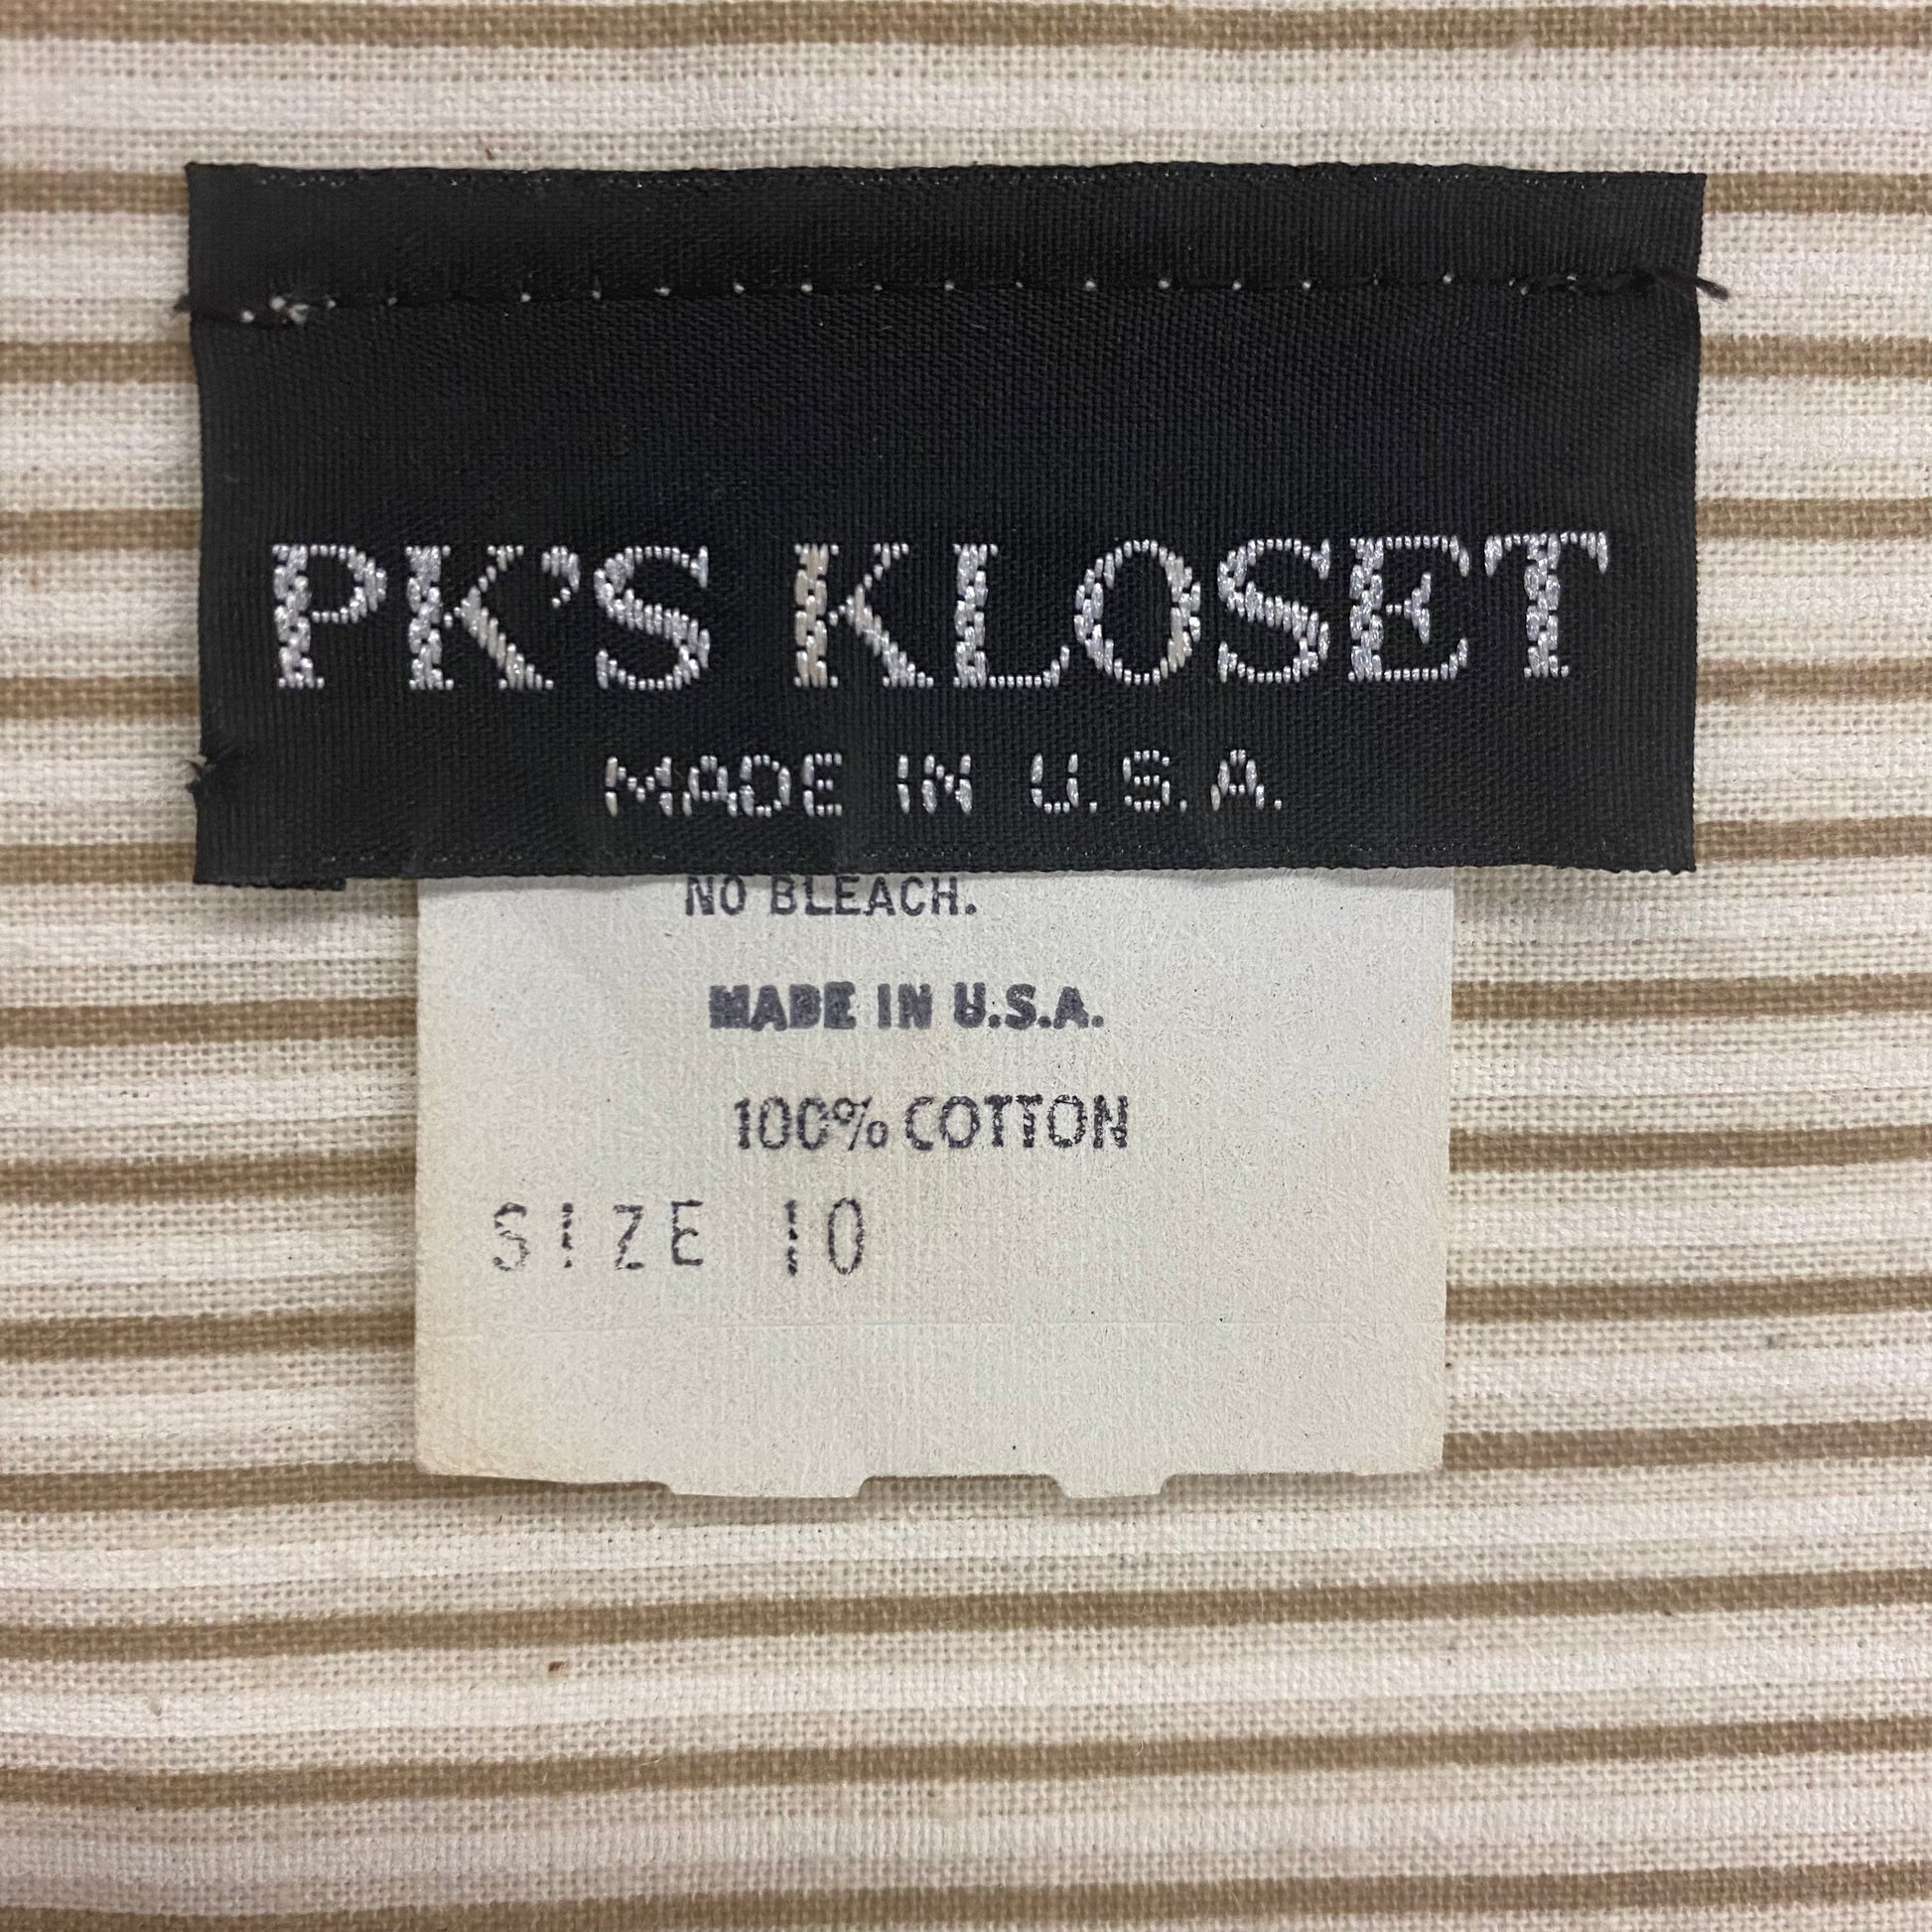 PK'S KLOSET
MADE IN U.S.A.
NO BLEACH.
MADE IN U.S.A.
100% COTTON
SIZE 10